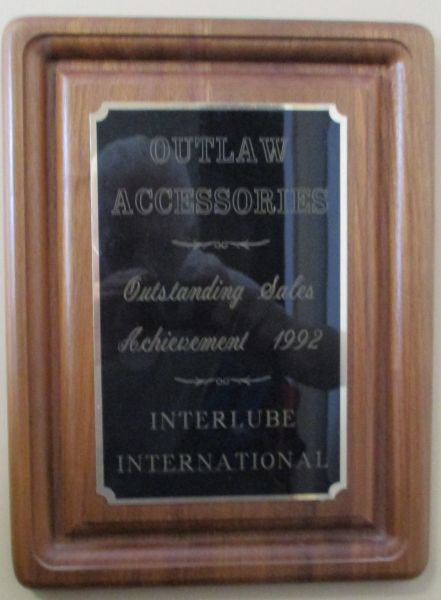 OUTLAW
ACCESSORIES
Outstanding Sales
Achievement 1992
INTERLUBE
INTERNATIONAL